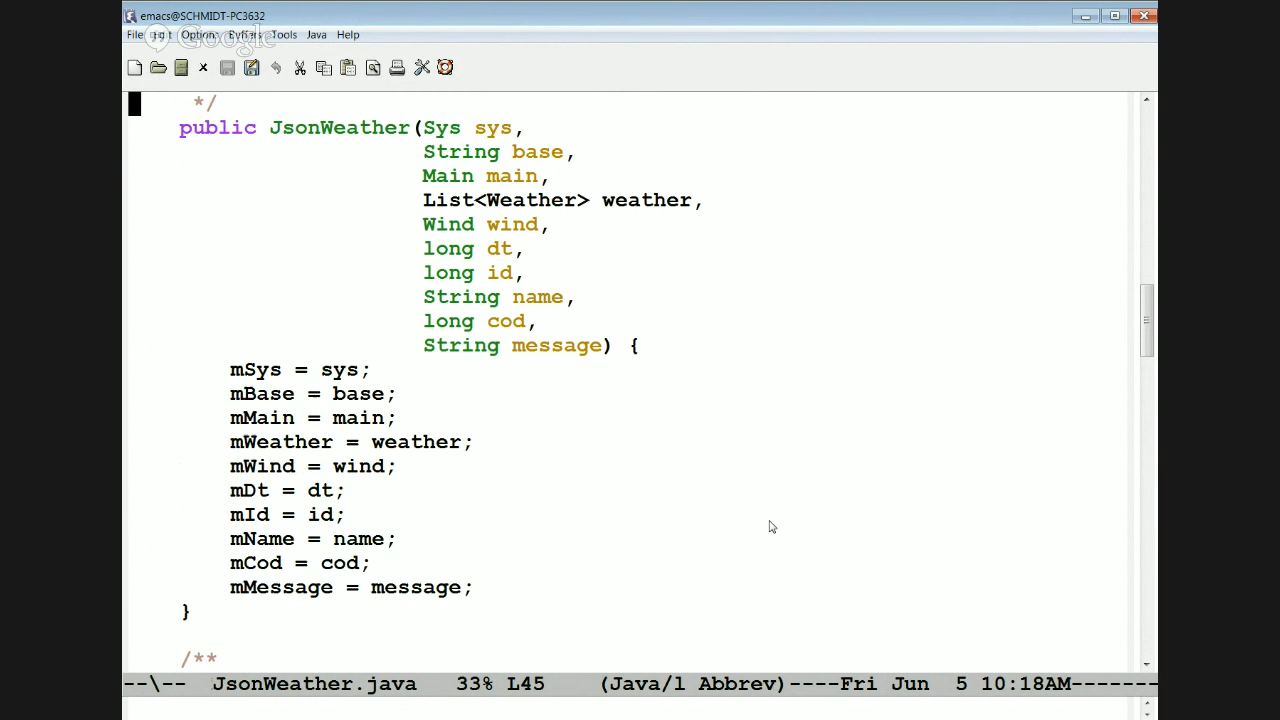 emacs@SCHMIDT-PC3632
File Edit Options Buffers Tools Java Help
Google
*/
public JsonWeather(Sys sys,
String base,
Main main,
List<Weather> weather,
Wind wind,
long dt,
long id,
String name,
long cod,
String message) {
mSys = sys;
mBase = base;
mMain = main;
mWeather = weather;
mWind = wind;
mDt = dt;
mId = id;
mName = name;
mCod = cod;
mMessage = message;
}
/**
--\-- JsonWeather.java 33% L45 (Java/l Abbrev)----Fri Jun 5 10:18AM-------